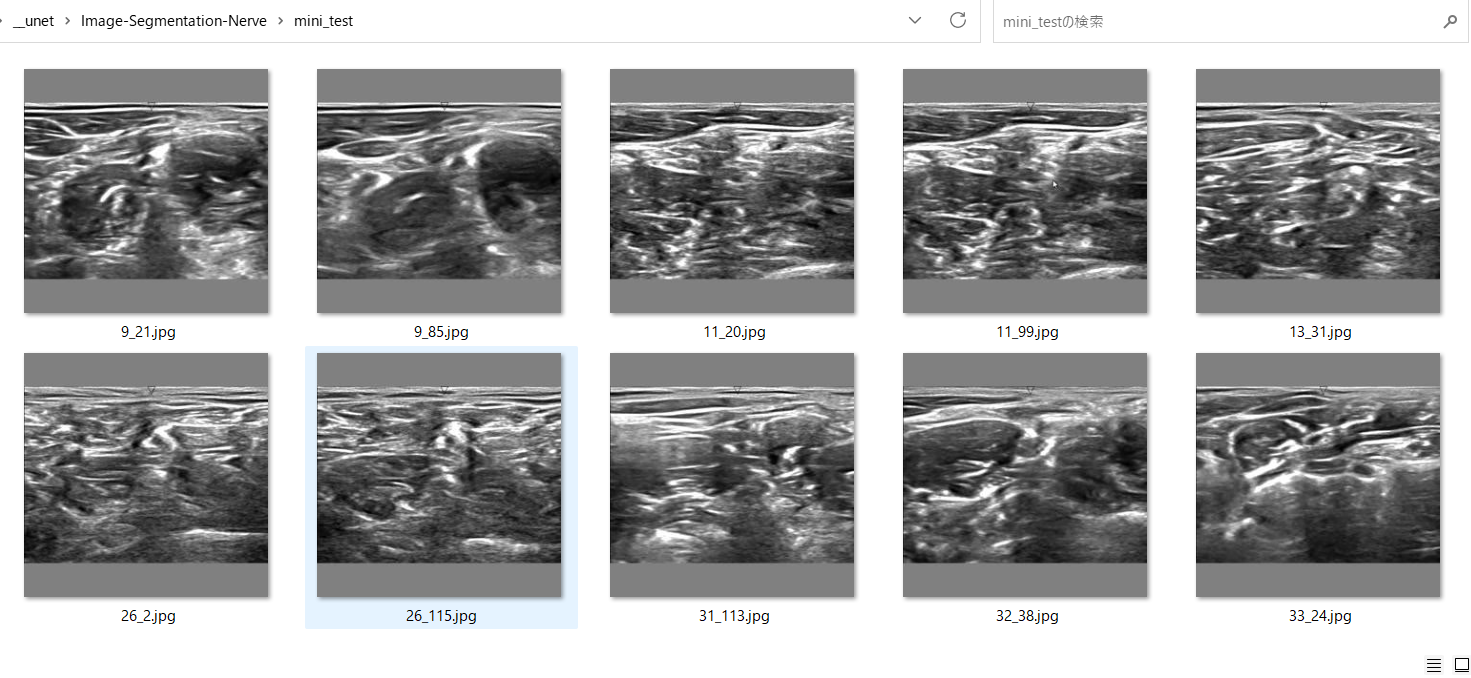 __unet > Image-Segmentation-Nerve > mini_test
mini_testの検索
9_21.jpg
9_85.jpg
11_20.jpg
11_99.jpg
13_31.jpg
26_2.jpg
26_115.jpg
31_113.jpg
32_38.jpg
33_24.jpg